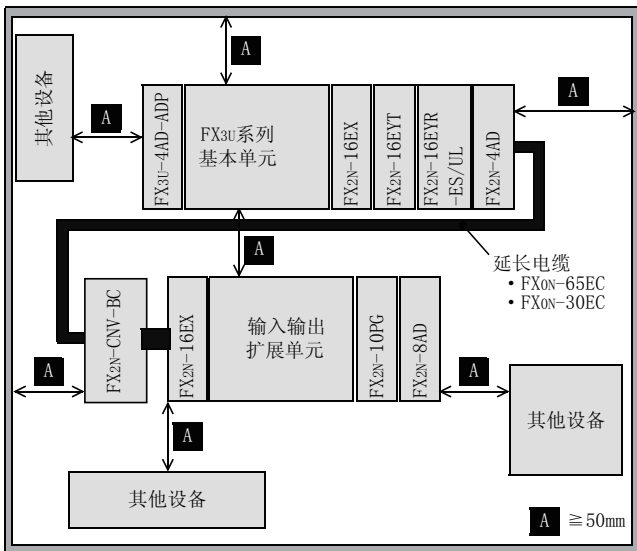 A
其他设备
A
FX3U-4AD-ADP
FX3U系列
基本单元
FX2N-16EX
FX2N-16EYT
FX2N-16EYR
-ES/UL
FX2N-4AD
A
A
延长电缆
• FX0N-65EC
• FX0N-30EC
A
FX2N-CNV-BC
FX2N-16EX
输入输出
扩展单元
FX2N-10PG
FX2N-8AD
A
其他设备
A
其他设备
A ≧50mm